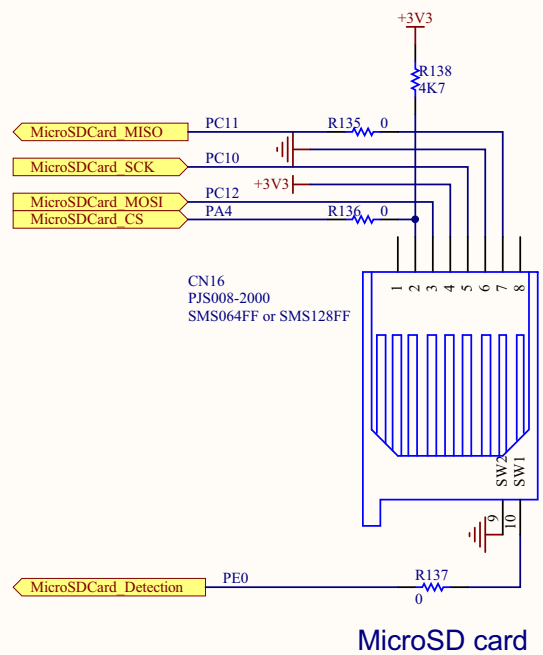 +3V3
R138
4K7
MicroSDCard_MISO PC11 R135 0
MicroSDCard_SCK PC10
+3V3
MicroSDCard_MOSI PC12
MicroSDCard_CS PA4 R136 0
CN16
PJS008-2000
SMS064FF or SMS128FF
1 2 3 4 5 6 7 8
SW2 SW1
9 10
MicroSDCard_Detection PE0 R137
0
MicroSD card